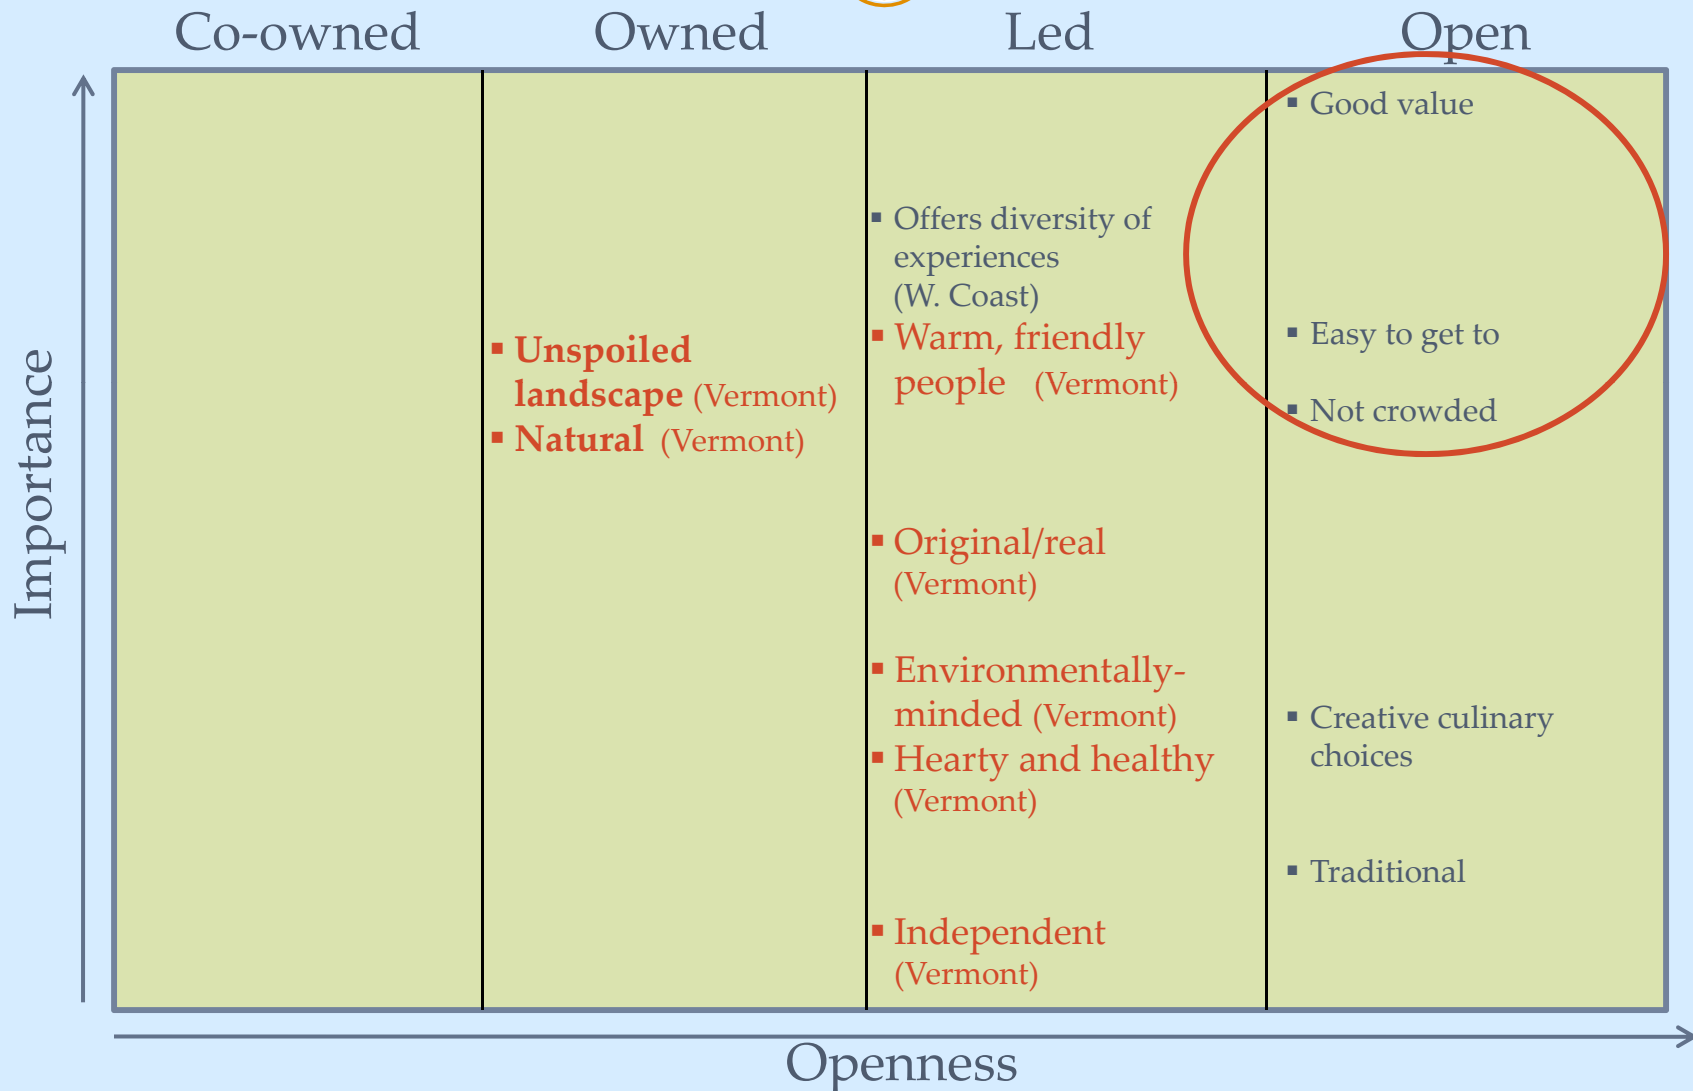 Co-owned
Owned
Led
Open
Importance
▪ Unspoiled
landscape (Vermont)
▪ Natural (Vermont)
▪ Offers diversity of
experiences
(W. Coast)
▪ Warm, friendly
people (Vermont)
▪ Original/real
(Vermont)
▪ Environmentally-
minded (Vermont)
▪ Hearty and healthy
(Vermont)
▪ Independent
(Vermont)
▪ Good value
▪ Easy to get to
▪ Not crowded
▪ Creative culinary
choices
▪ Traditional
Openness